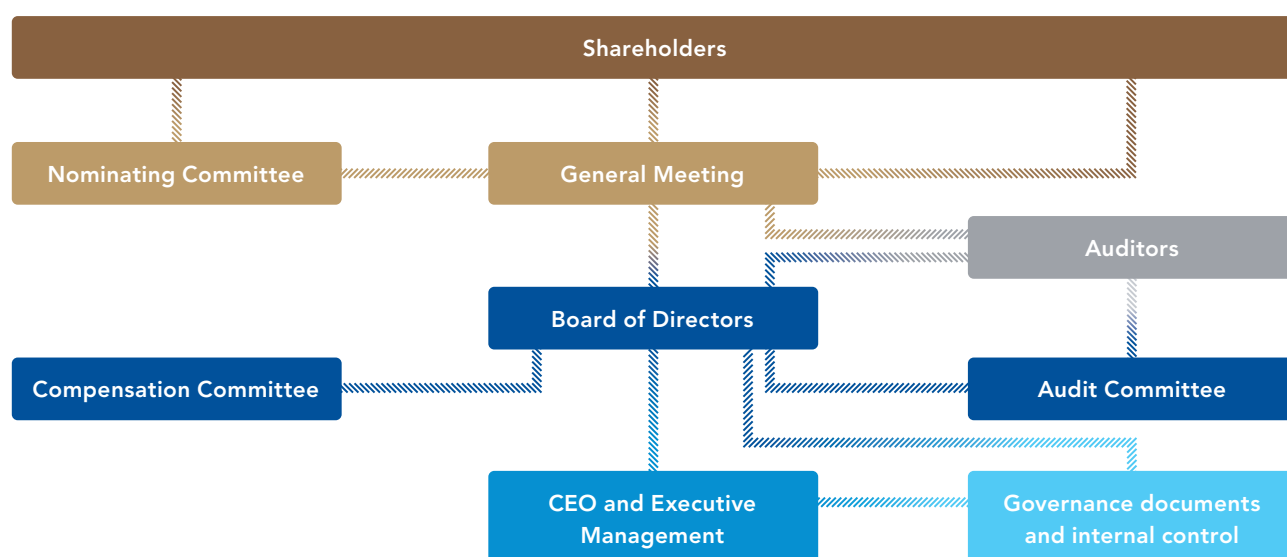 Shareholders
Nominating Committee
General Meeting
Auditors
Board of Directors
Compensation Committee
Audit Committee
CEO and Executive
Management
Governance documents
and internal control